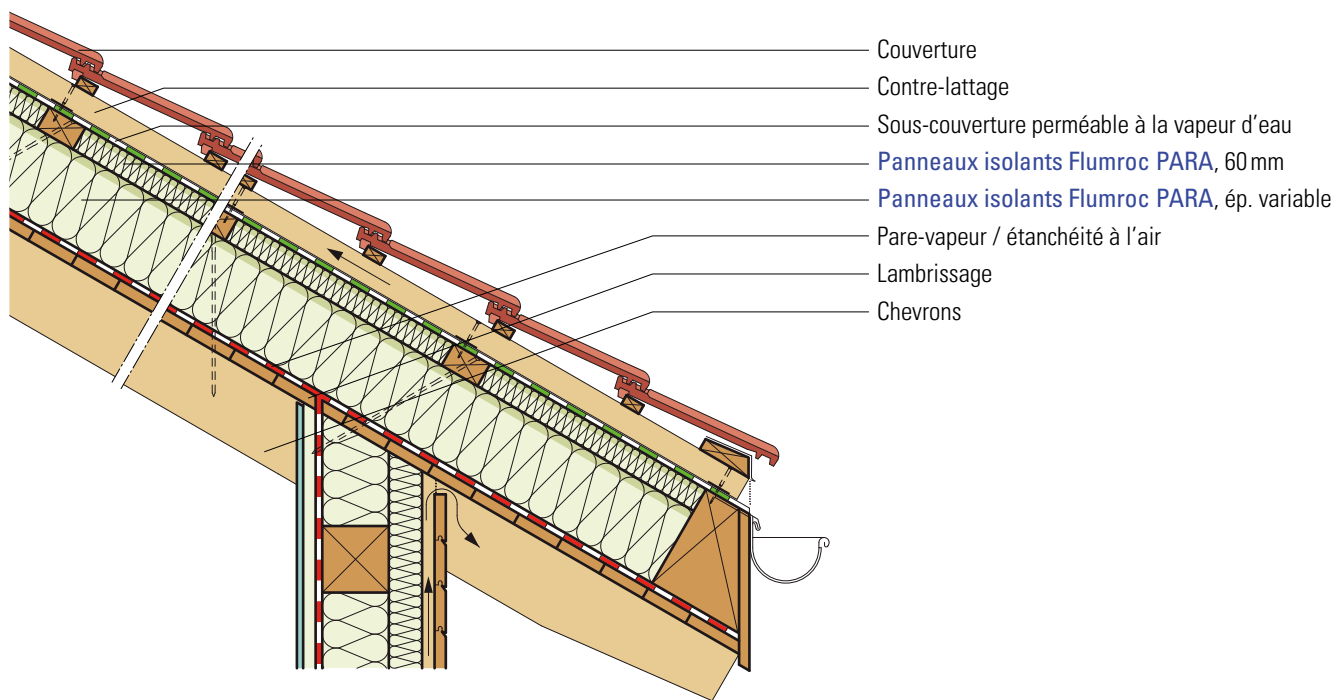 Couverture
Contre-lattage
Sous-couverture perméable à la vapeur d’eau
Panneaux isolants Flumroc PARA, 60 mm
Panneaux isolants Flumroc PARA, ép. variable
Pare-vapeur / étanchéité à l’air
Lambrissage
Chevrons